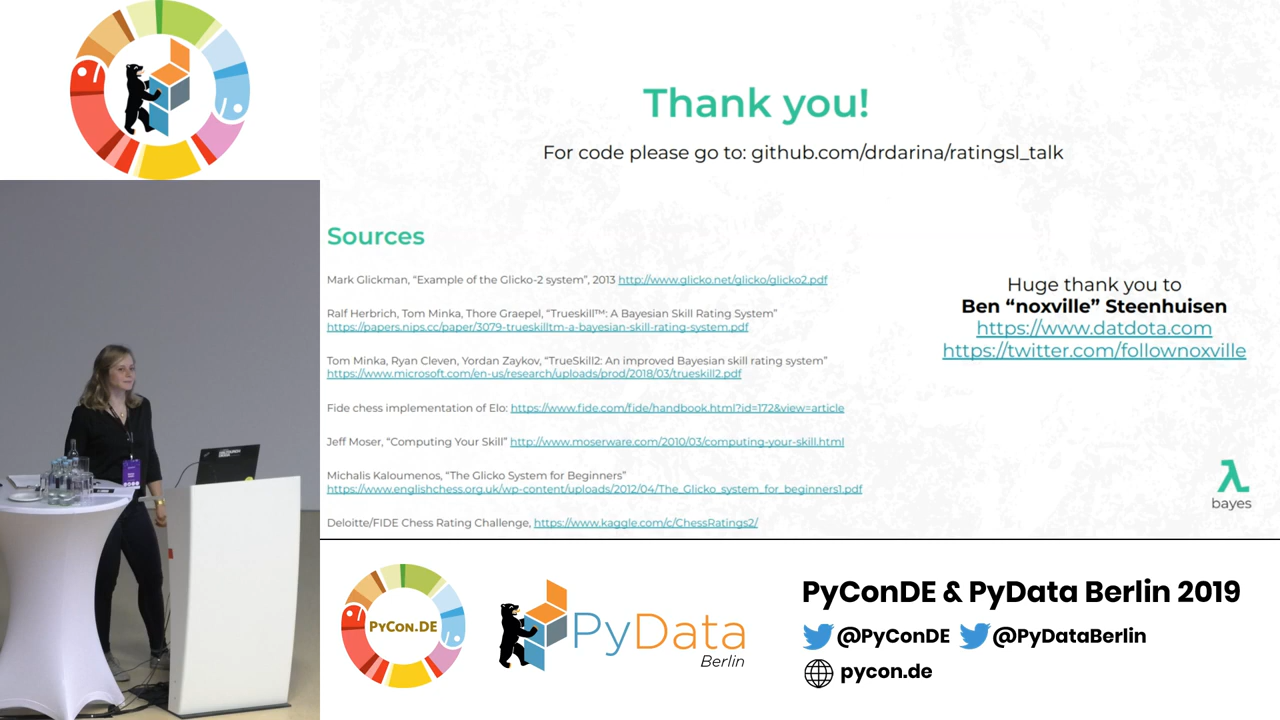 Thank you!
For code please go to: github.com/drdarina/ratingsl_talk
Sources
Mark Glickman, “Example of the Glicko-2 system”, 2013 http://www.glicko.net/glicko/glicko2.pdf
Ralf Herbrich, Tom Minka, Thore Graepel, “Trueskill™: A Bayesian Skill Rating System”
https://papers.nips.cc/paper/3079-trueskilltm-a-bayesian-skill-rating-system.pdf
Tom Minka, Ryan Cleven, Yordan Zaykov, “TrueSkill2: An improved Bayesian skill rating system”
https://www.microsoft.com/en-us/research/uploads/prod/2018/03/trueskill2.pdf
Fide chess implementation of Elo: https://www.fide.com/fide/handbook.html?id=172&view=article
Jeff Moser, “Computing Your Skill” http://www.moserware.com/2010/03/computing-your-skill.html
Michalis Kaloumenos, “The Glicko System for Beginners”
https://www.englishchess.org.uk/wp-content/uploads/2012/04/The_Glicko_system_for_beginners1.pdf
Deloitte/FIDE Chess Rating Challenge, https://www.kaggle.com/c/ChessRatings2/
Huge thank you to
Ben “noxville” Steenhuisen
https://www.datdota.com
https://twitter.com/follownoxville
λ
bayes
PYCON.DE
PyData
Berlin
PyConDE & PyData Berlin 2019
@PyConDE @PyDataBerlin
pycon.de